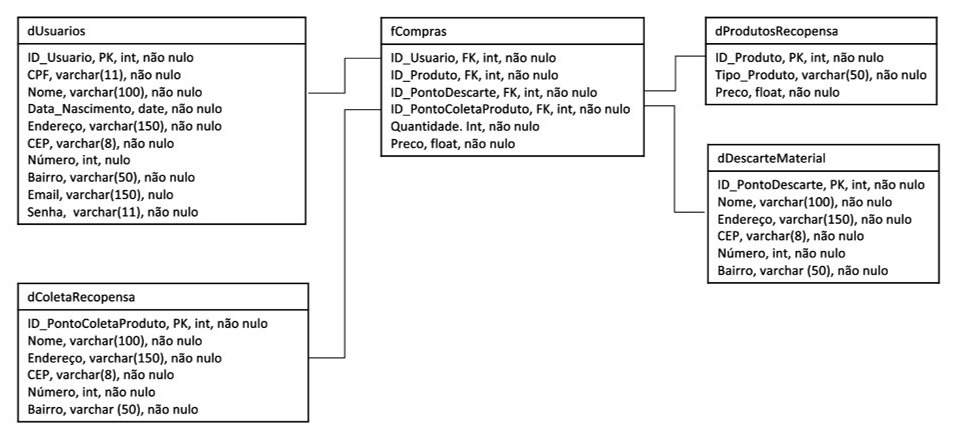 dUsuarios
ID_Usuario, PK, int, não nulo
CPF, varchar(11), não nulo
Nome, varchar(100), não nulo
Data_Nascimento, date, não nulo
Endereço, varchar(150), não nulo
CEP, varchar(8), não nulo
Número, int, nulo
Bairro, varchar(50), não nulo
Email, varchar(150), nulo
Senha, varchar(11), não nulo
fCompras
ID_Usuario, FK, int, não nulo
ID_Produto, FK, int, não nulo
ID_PontoDescarte, FK, int, não nulo
ID_PontoColetaProduto, FK, int, não nulo
Quantidade. Int, não nulo
Preco, float, não nulo
dProdutosRecopensa
ID_Produto, PK, int, não nulo
Tipo_Produto, varchar(50), não nulo
Preco, float, não nulo
dDescarteMaterial
ID_PontoDescarte, PK, int, não nulo
Nome, varchar(100), não nulo
Endereço, varchar(150), não nulo
CEP, varchar(8), não nulo
Número, int, não nulo
Bairro, varchar (50), não nulo
dColetaRecopensa
ID_PontoColetaProduto, PK, int, não nulo
Nome, varchar(100), não nulo
Endereço, varchar(150), não nulo
CEP, varchar(8), não nulo
Número, int, não nulo
Bairro, varchar (50), não nulo